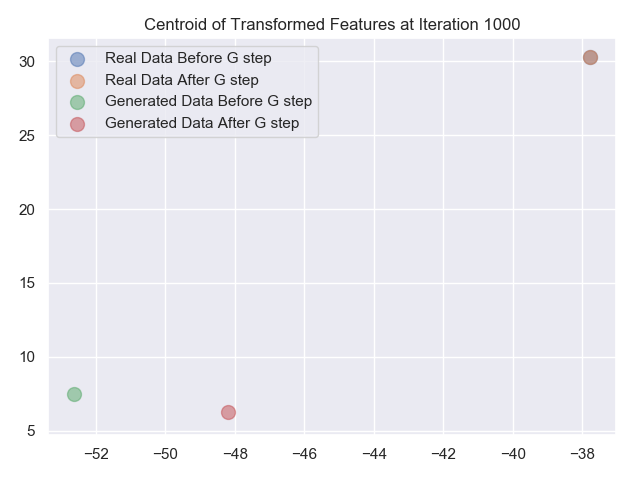 Centroid of Transformed Features at Iteration 1000
Real Data Before G step
Real Data After G step
Generated Data Before G step
Generated Data After G step
30
25
20
15
10
5
−52 −50 −48 −46 −44 −42 −40 −38